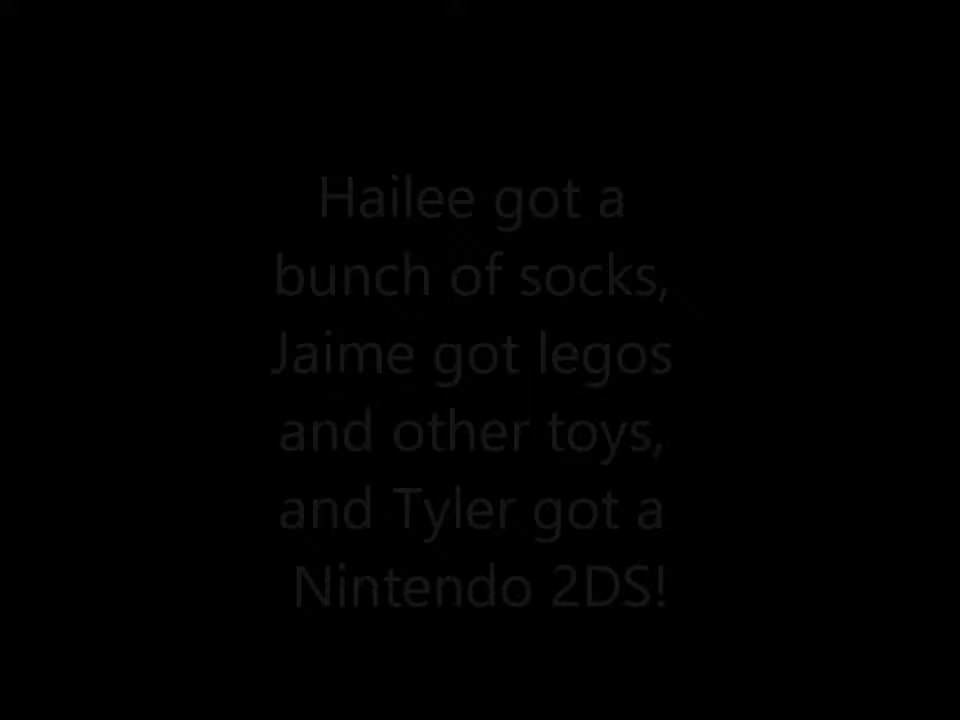 Hailee got a
bunch of socks,
Jaime got legos
and other toys,
and Tyler got a
Nintendo 2DS!